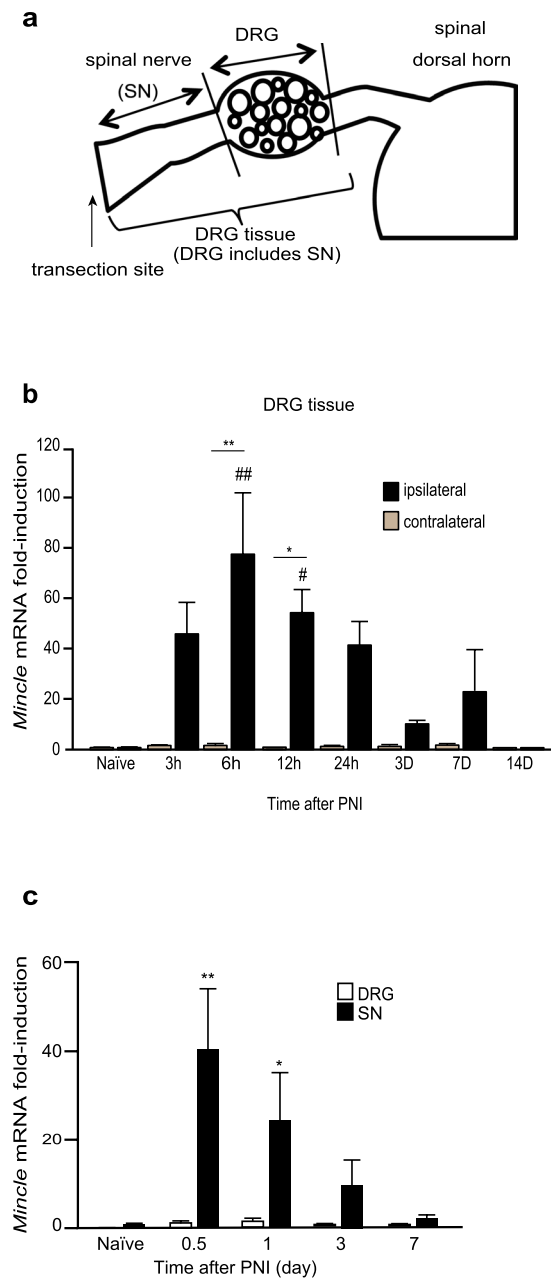 a
DRG
spinal
dorsal horn
spinal nerve
(SN)
DRG tissue
(DRG includes SN)
transection site
b
DRG tissue
Mincle mRNA fold-induction
120
100
80
60
40
20
0
**
##
*
#
ipsilateral
contralateral
Naïve 3h 6h 12h 24h 3D 7D 14D
Time after PNI
c
Mincle mRNA fold-induction
60
40
20
0
**
*
DRG
SN
Naïve 0.5 1 3 7
Time after PNI (day)